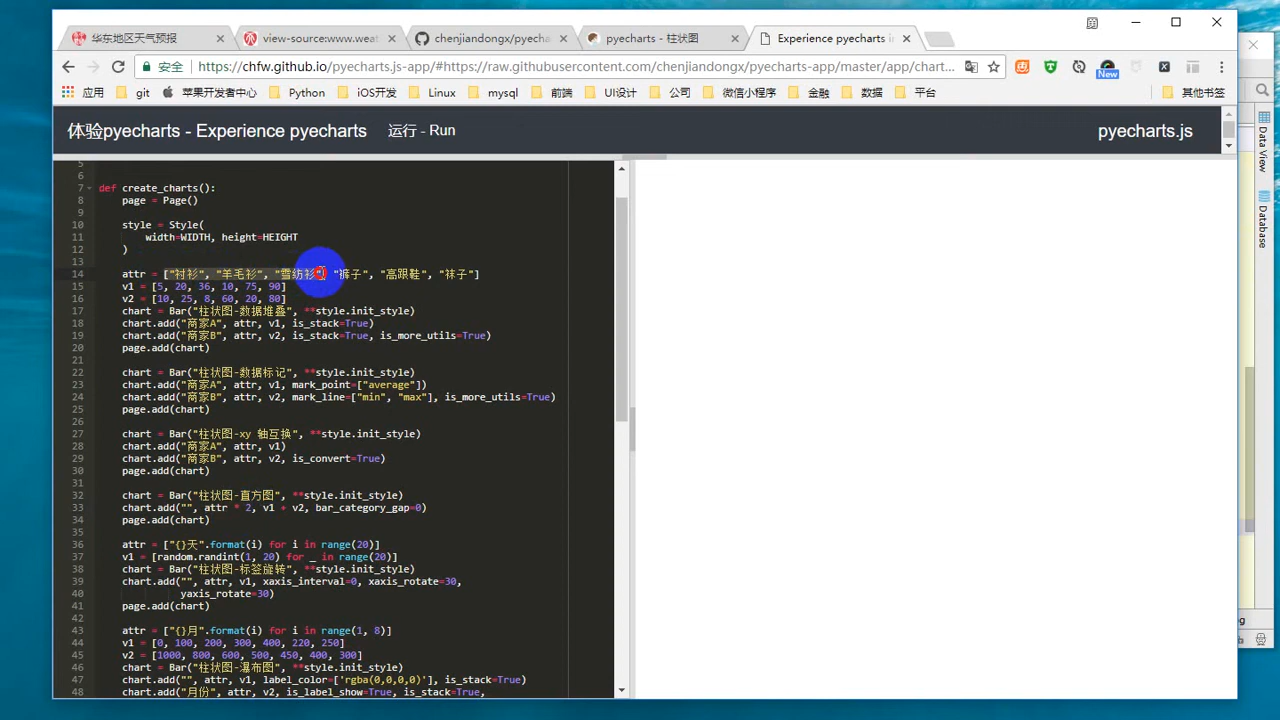 华东地区天气预报
view-source:www.weat
chenjiandongx/pyecha
pyecharts - 柱状图
Experience pyecharts in
安全
https://chfw.github.io/pyecharts.js-app/#https://raw.githubusercontent.com/chenjiandongx/pyecharts-app/master/app/chart...
New
应用
git
苹果开发者中心
Python
iOS开发
Linux
mysql
前端
UI设计
公司
微信小程序
金融
数据
平台
其他书签
体验pyecharts - Experience pyecharts
运行 - Run
pyecharts.js
5
6
7 def create_charts():
8 page = Page()
9
10 style = Style(
11 width=WIDTH, height=HEIGHT
12 )
13
14 attr = ["衬衫", "羊毛衫", "雪纺衫", "裤子", "高跟鞋", "袜子"]
15 v1 = [5, 20, 36, 10, 75, 90]
16 v2 = [10, 25, 8, 60, 20, 80]
17 chart = Bar("柱状图-数据堆叠", **style.init_style)
18 chart.add("商家A", attr, v1, is_stack=True)
19 chart.add("商家B", attr, v2, is_stack=True, is_more_utils=True)
20 page.add(chart)
21
22 chart = Bar("柱状图-数据标记", **style.init_style)
23 chart.add("商家A", attr, v1, mark_point=["average"])
24 chart.add("商家B", attr, v2, mark_line=["min", "max"], is_more_utils=True)
25 page.add(chart)
26
27 chart = Bar("柱状图-xy 轴互换", **style.init_style)
28 chart.add("商家A", attr, v1)
29 chart.add("商家B", attr, v2, is_convert=True)
30 page.add(chart)
31
32 chart = Bar("柱状图-直方图", **style.init_style)
33 chart.add("", attr * 2, v1 + v2, bar_category_gap=0)
34 page.add(chart)
35
36 attr = ["{}天".format(i) for i in range(20)]
37 v1 = [random.randint(1, 20) for _ in range(20)]
38 chart = Bar("柱状图-标签旋转", **style.init_style)
39 chart.add("", attr, v1, xaxis_interval=0, xaxis_rotate=30,
40 yaxis_rotate=30)
41 page.add(chart)
42
43 attr = ["{}月".format(i) for i in range(1, 8)]
44 v1 = [0, 100, 200, 300, 400, 220, 250]
45 v2 = [1000, 800, 600, 500, 450, 400, 300]
46 chart = Bar("柱状图-瀑布图", **style.init_style)
47 chart.add("", attr, v1, label_color=['rgba(0,0,0,0)'], is_stack=True)
48 chart.add("月份", attr, v2, is_label_show=True, is_stack=True,
Data View
Database